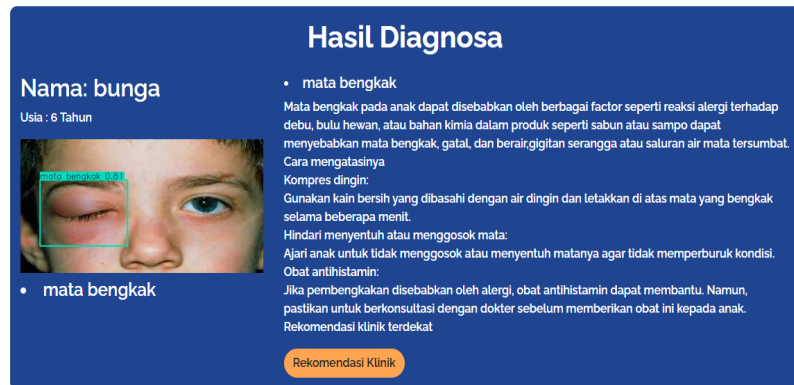 Hasil Diagnosa
Nama: bunga
Usia : 6 Tahun
mata bengkak 0.81
• mata bengkak
• mata bengkak
Mata bengkak pada anak dapat disebabkan oleh berbagai factor seperti reaksi alergi terhadap
debu, bulu hewan, atau bahan kimia dalam produk seperti sabun atau sampo dapat
menyebabkan mata bengkak, gatal, dan berair,gigitan serangga atau saluran air mata tersumbat.
Cara mengatasinya
Kompres dingin:
Gunakan kain bersih yang dibasahi dengan air dingin dan letakkan di atas mata yang bengkak
selama beberapa menit.
Hindari menyentuh atau menggosok mata:
Ajari anak untuk tidak menggosok atau menyentuh matanya agar tidak memperburuk kondisi.
Obat antihistamin:
Jika pembengkakan disebabkan oleh alergi, obat antihistamin dapat membantu. Namun,
pastikan untuk berkonsultasi dengan dokter sebelum memberikan obat ini kepada anak.
Rekomendasi klinik terdekat
Rekomendasi Klinik